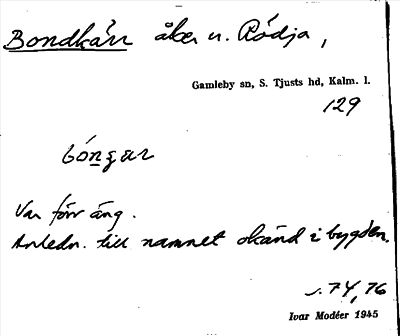 Bondkärr åker u. Rödja,
Gamleby sn, S. Tjusts hd, Kalm. l.
129
Var förr äng.
Anledn. till namnet okänd i bygden.
s. 74, 76
Ivar Modéer 1945